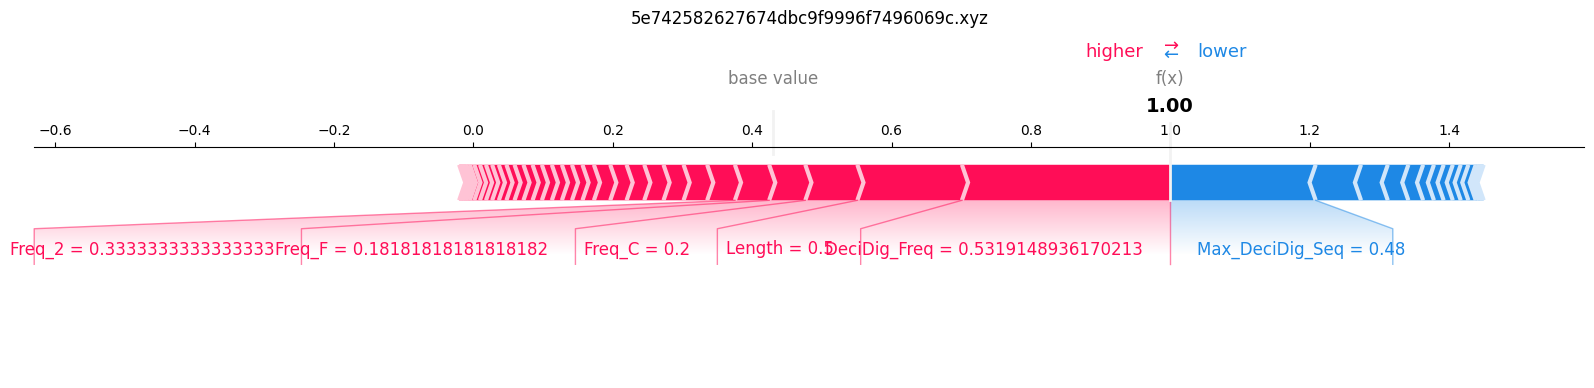 5e742582627674dbc9f9996f7496069c.xyz
higher ⇄ lower
base value f(x)
1.00
−0.6 −0.4 −0.2 0.0 0.2 0.4 0.6 0.8 1.0 1.2 1.4
Freq_2 = 0.3333333333333333 Freq_F = 0.18181818181818182 Freq_C = 0.2 Length = 0.5 DeciDig_Freq = 0.5319148936170213 Max_DeciDig_Seq = 0.48